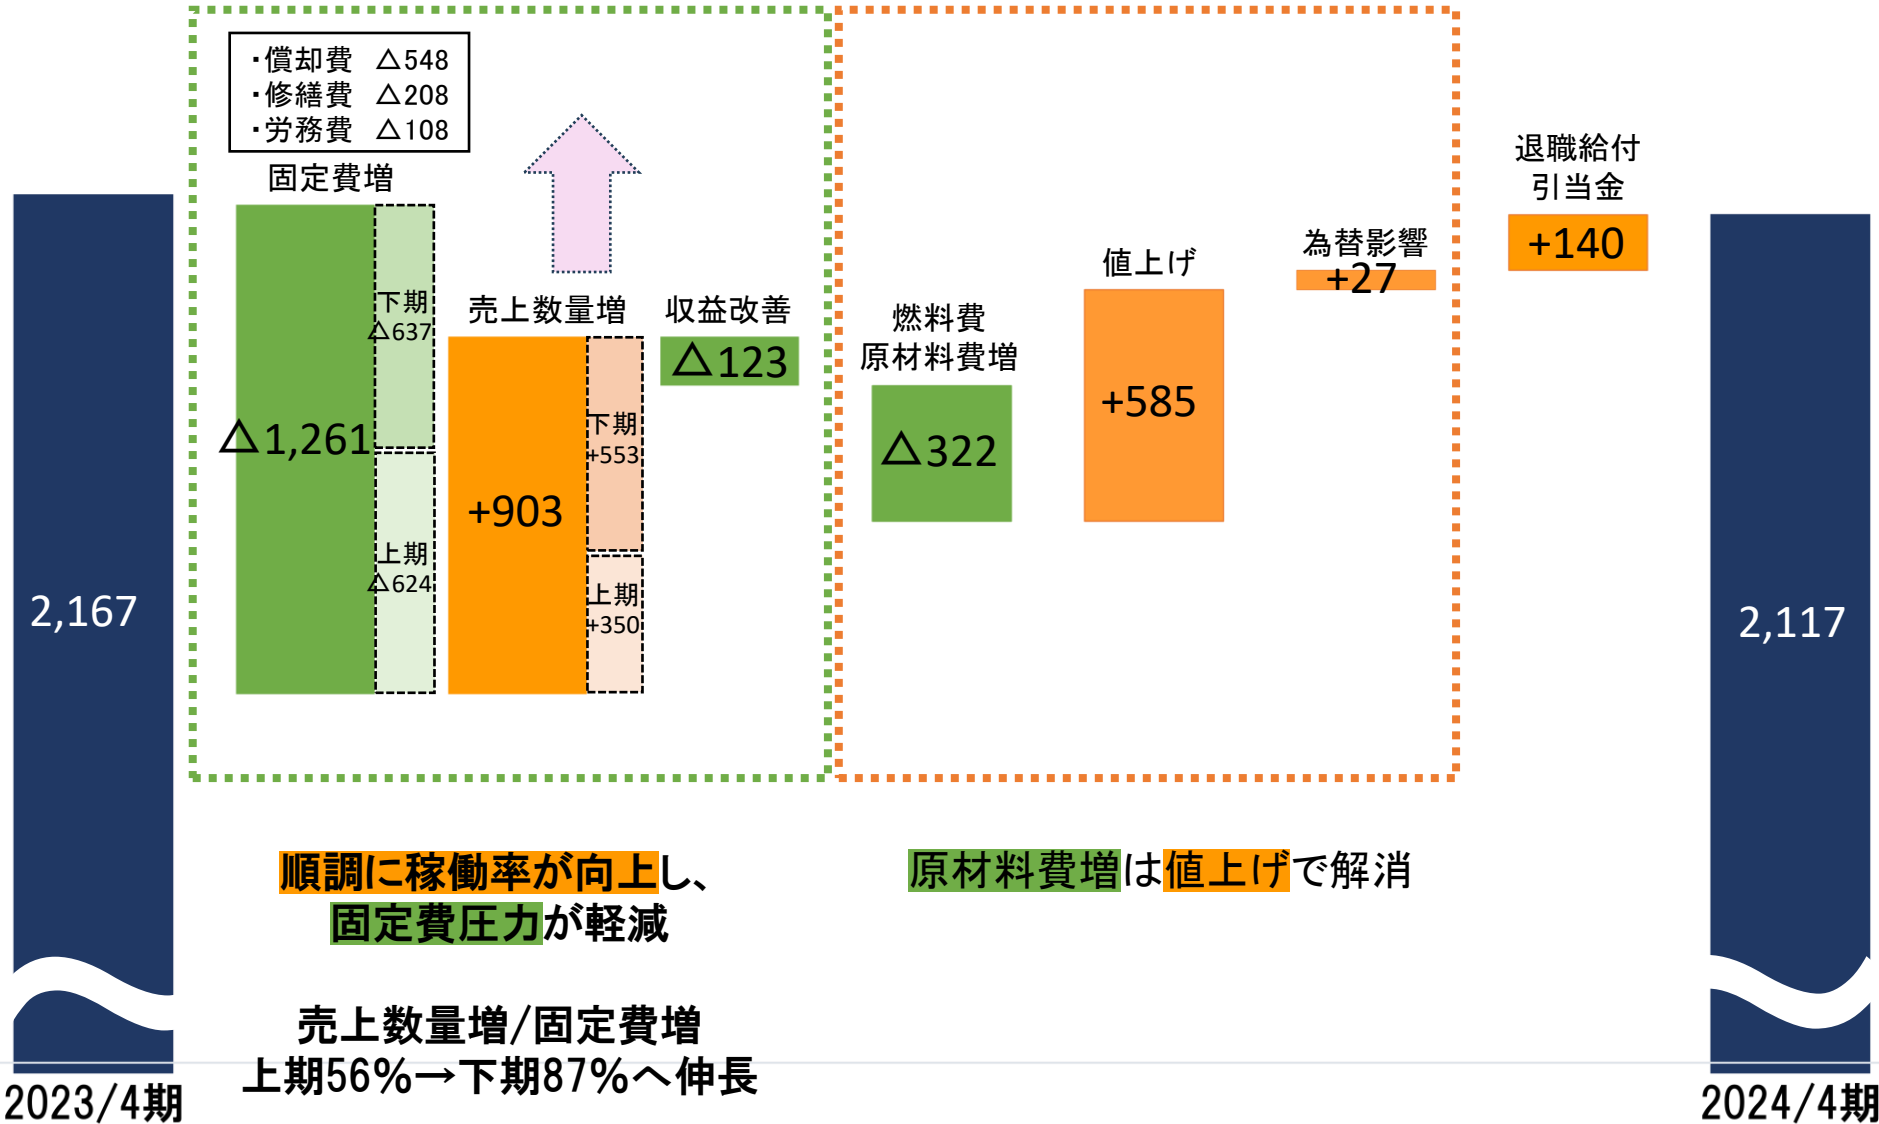 ・償却費 △548
・修繕費 △208
・労務費 △108
固定費増
下期
△637
△1,261
上期
△624
売上数量増
+903
下期
+553
上期
+350
収益改善
△123
燃料費
原材料費増
△322
値上げ
+585
為替影響
+27
退職給付
引当金
+140
2,167
2,117
順調に稼働率が向上し、
固定費圧力が軽減
原材料費増は値上げで解消
売上数量増/固定費増
上期56%→下期87%へ伸長
2023/4期
2024/4期